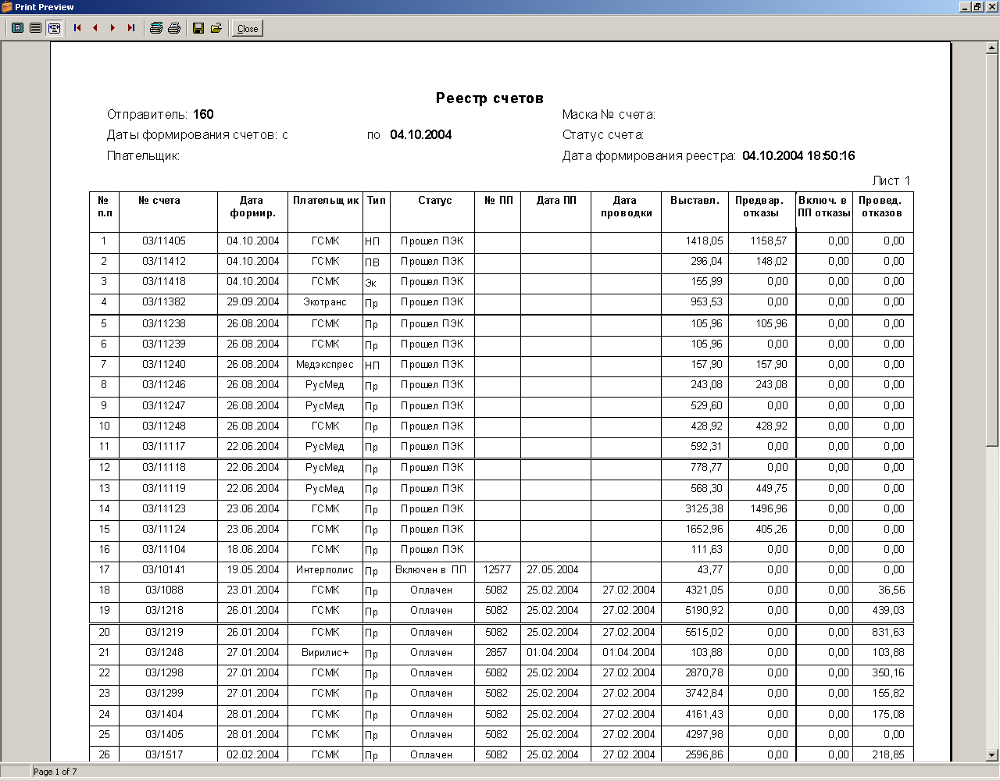 Print Preview
Close
Реестр счетов
Отправитель: 160 Маска № счета:
Даты формирования счетов: с по 04.10.2004 Статус счета:
Плательщик: Дата формирования реестра: 04.10.2004 18:50:16
Лист 1
№ № счета Дата Плательщик Тип Статус № ПП Дата ПП Дата Выставл. Предвар. Включ. в Провед.
п.п формир. проводки отказы ПП отказы отказов
1 03/11405 04.10.2004 ГСМК НП Прошел ПЭК 1418,05 1158,57 0,00 0,00
2 03/11412 04.10.2004 ГСМК ПВ Прошел ПЭК 296,04 148,02 0,00 0,00
3 03/11418 04.10.2004 ГСМК Эк Прошел ПЭК 155,99 0,00 0,00 0,00
4 03/11382 29.09.2004 Экотранс Пр Прошел ПЭК 953,53 0,00 0,00 0,00
5 03/11238 26.08.2004 ГСМК Пр Прошел ПЭК 105,96 105,96 0,00 0,00
6 03/11239 26.08.2004 ГСМК Пр Прошел ПЭК 105,96 0,00 0,00 0,00
7 03/11240 26.08.2004 Медэкспрес НП Прошел ПЭК 157,90 157,90 0,00 0,00
8 03/11246 26.08.2004 РусМед Пр Прошел ПЭК 243,08 243,08 0,00 0,00
9 03/11247 26.08.2004 РусМед Пр Прошел ПЭК 529,60 0,00 0,00 0,00
10 03/11248 26.08.2004 ГСМК Пр Прошел ПЭК 428,92 428,92 0,00 0,00
11 03/11117 22.06.2004 РусМед Пр Прошел ПЭК 592,31 0,00 0,00 0,00
12 03/11118 22.06.2004 РусМед Пр Прошел ПЭК 778,77 0,00 0,00 0,00
13 03/11119 22.06.2004 РусМед Пр Прошел ПЭК 568,30 449,75 0,00 0,00
14 03/11123 23.06.2004 ГСМК Пр Прошел ПЭК 3125,38 1496,96 0,00 0,00
15 03/11124 23.06.2004 ГСМК Пр Прошел ПЭК 1652,96 405,26 0,00 0,00
16 03/11104 18.06.2004 ГСМК Пр Прошел ПЭК 111,63 0,00 0,00 0,00
17 03/10141 19.05.2004 Интерполис Пр Включен в ПП 12577 27.05.2004 43,77 0,00 0,00 0,00
18 03/1088 23.01.2004 ГСМК Пр Оплачен 5082 25.02.2004 27.02.2004 4321,05 0,00 0,00 36,56
19 03/1218 26.01.2004 ГСМК Пр Оплачен 5082 25.02.2004 27.02.2004 5190,92 0,00 0,00 439,03
20 03/1219 26.01.2004 ГСМК Пр Оплачен 5082 25.02.2004 27.02.2004 5515,02 0,00 0,00 831,63
21 03/1248 27.01.2004 Вирилис+ Пр Оплачен 2857 01.04.2004 01.04.2004 103,88 0,00 0,00 103,88
22 03/1298 27.01.2004 ГСМК Пр Оплачен 5082 25.02.2004 27.02.2004 2870,78 0,00 0,00 350,16
23 03/1299 27.01.2004 ГСМК Пр Оплачен 5082 25.02.2004 27.02.2004 3742,84 0,00 0,00 155,82
24 03/1404 28.01.2004 ГСМК Пр Оплачен 5082 25.02.2004 27.02.2004 4161,43 0,00 0,00 175,08
25 03/1405 28.01.2004 ГСМК Пр Оплачен 5082 25.02.2004 27.02.2004 4297,98 0,00 0,00 0,00
26 03/1517 02.02.2004 ГСМК Пр Оплачен 5082 25.02.2004 27.02.2004 2596,86 0,00 0,00 218,85
Page 1 of 7